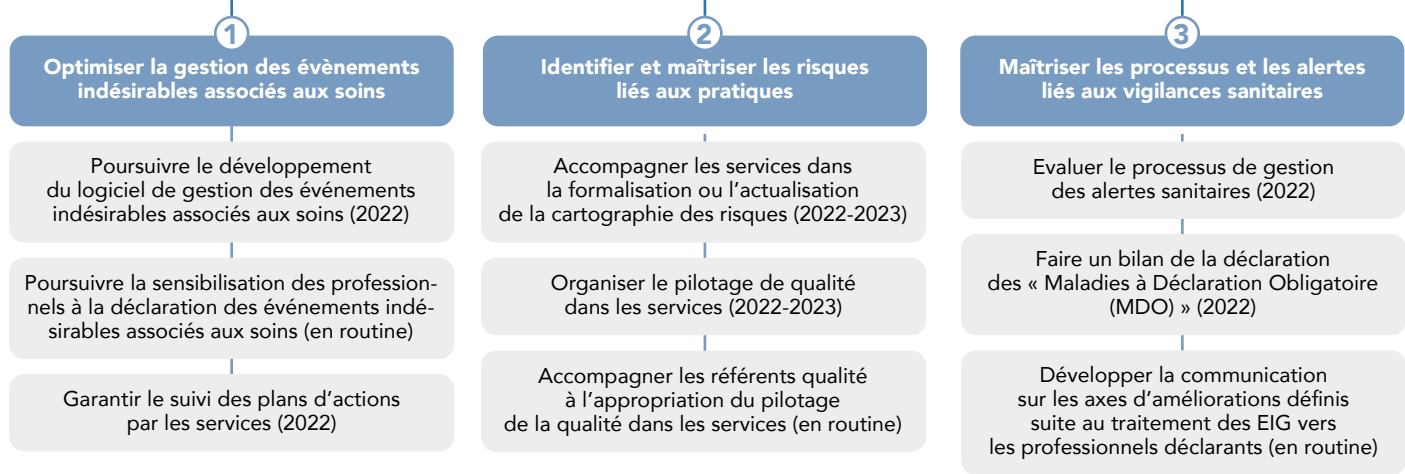 1
Optimiser la gestion des évènements
indésirables associés aux soins
Poursuivre le développement
du logiciel de gestion des événements
indésirables associés aux soins (2022)
Poursuivre la sensibilisation des profession-
nels à la déclaration des événements indé-
sirables associés aux soins (en routine)
Garantir le suivi des plans d’actions
par les services (2022)
2
Identifier et maîtriser les risques
liés aux pratiques
Accompagner les services dans
la formalisation ou l’actualisation
de la cartographie des risques (2022-2023)
Organiser le pilotage de qualité
dans les services (2022-2023)
Accompagner les référents qualité
à l’appropriation du pilotage
de la qualité dans les services (en routine)
3
Maîtriser les processus et les alertes
liés aux vigilances sanitaires
Evaluer le processus de gestion
des alertes sanitaires (2022)
Faire un bilan de la déclaration
des « Maladies à Déclaration Obligatoire
(MDO) » (2022)
Développer la communication
sur les axes d’améliorations définis
suite au traitement des EIG vers
les professionnels déclarants (en routine)